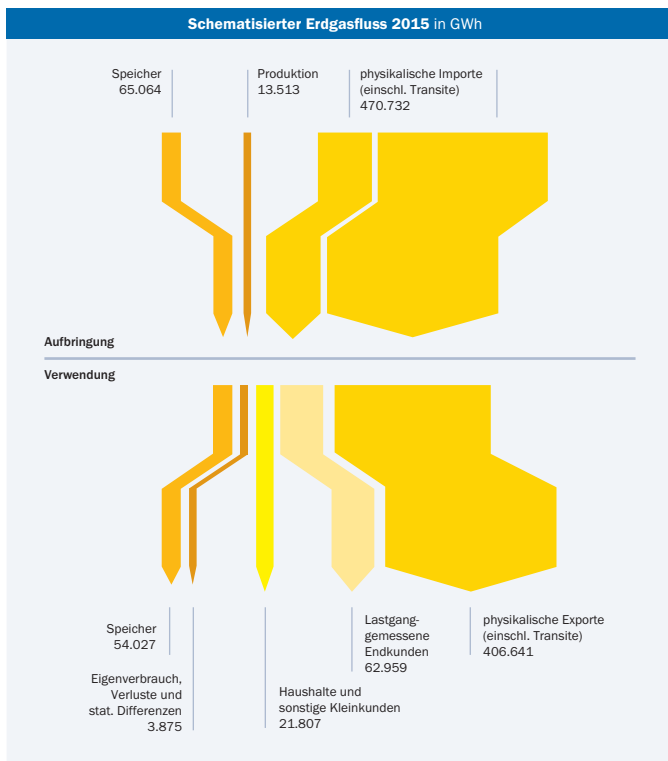 Schematisierter Erdgasfluss 2015 in GWh
Speicher
65.064
Produktion
13.513
physikalische Importe
(einschl. Transite)
470.732
Aufbringung
Verwendung
Speicher
54.027
Eigenverbrauch,
Verluste und
stat. Differenzen
3.875
Haushalte und
sonstige Kleinkunden
21.807
Lastgang-
gemessene
Endkunden
62.959
physikalische Exporte
(einschl. Transite)
406.641